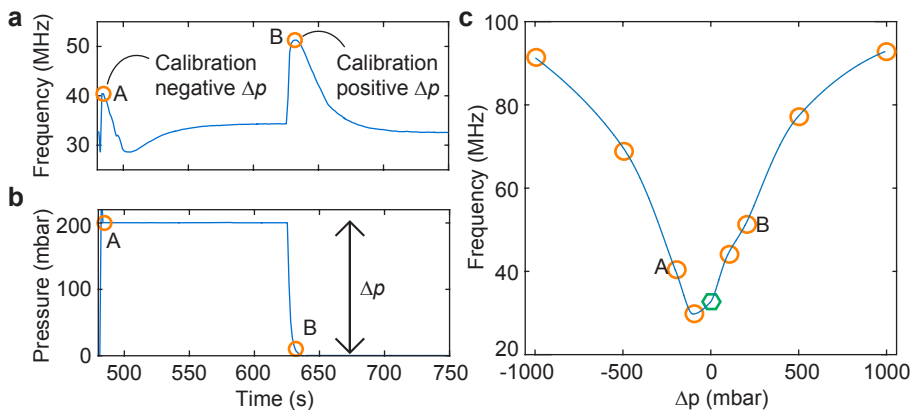 a
Frequency (MHz)
50
40
30
A
Calibration
negative Δp
B
Calibration
positive Δp
b
Pressure (mbar)
200
100
0
A
Δp
B
500
550
600
650
700
750
Time (s)
c
Frequency (MHz)
100
80
60
40
20
A
B
-1000
-500
0
500
1000
Δp (mbar)